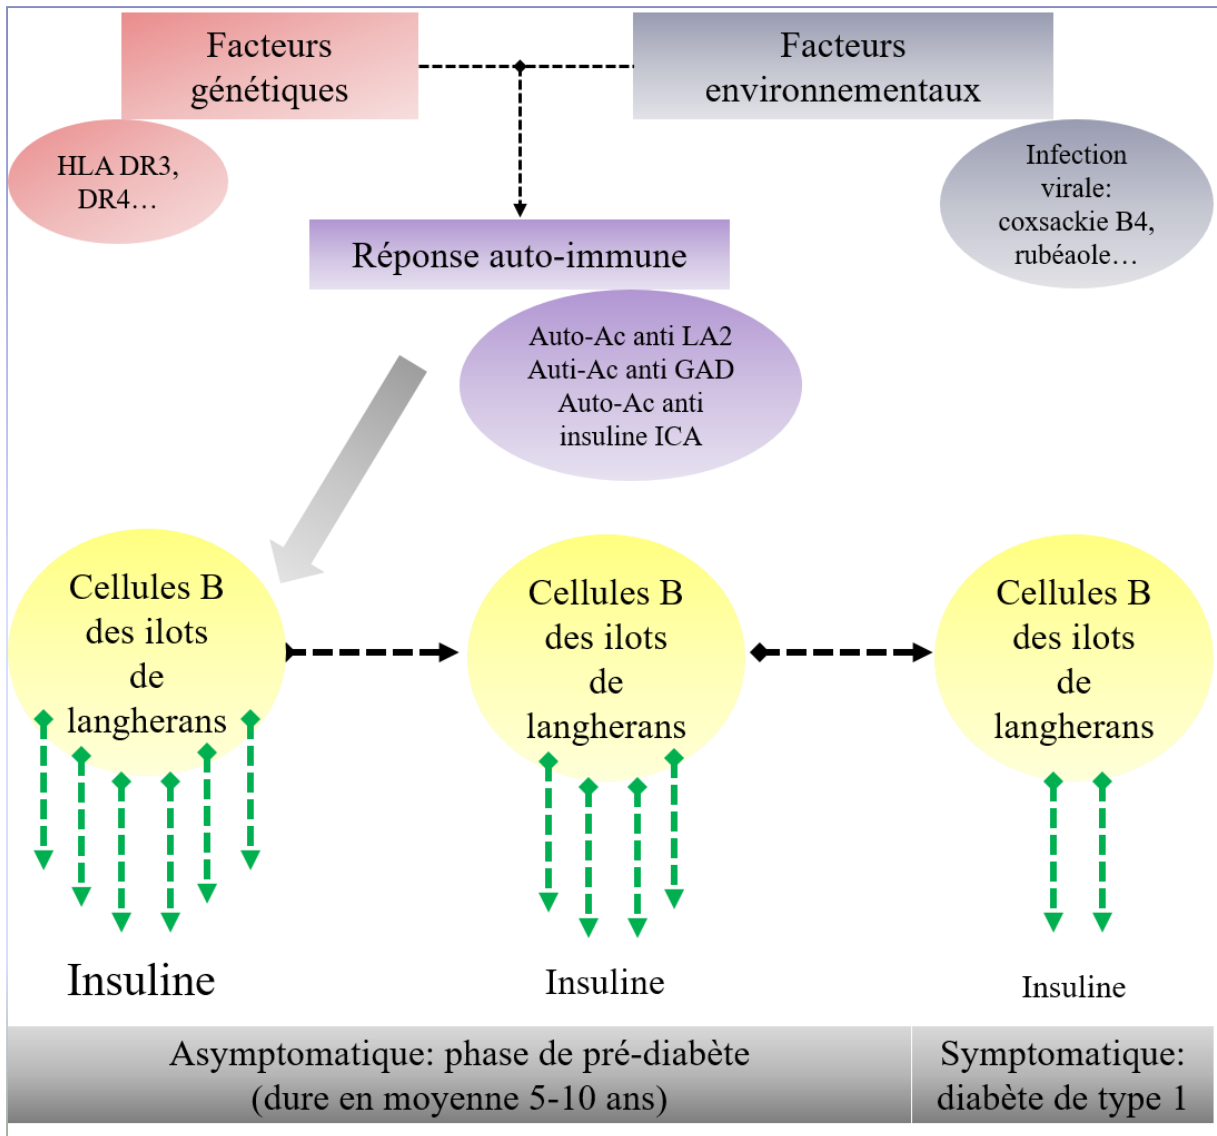 Facteurs
génétiques
Facteurs
environnementaux
HLA DR3,
DR4…
Infection
virale:
coxsackie B4,
rubéaole…
Réponse auto-immune
Auto-Ac anti LA2
Auti-Ac anti GAD
Auto-Ac anti
insuline ICA
Cellules B
des ilots
de
langherans
Cellules B
des ilots
de
langherans
Cellules B
des ilots
de
langherans
Insuline
Insuline
Insuline
Asymptomatique: phase de pré-diabète
(dure en moyenne 5-10 ans)
Symptomatique:
diabète de type 1